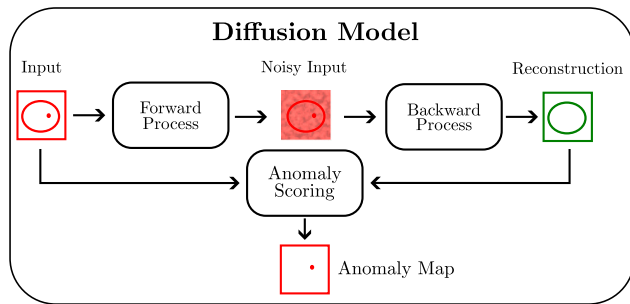 Diffusion Model
Input
Noisy Input
Reconstruction
Forward
Process
Backward
Process
Anomaly
Scoring
Anomaly Map